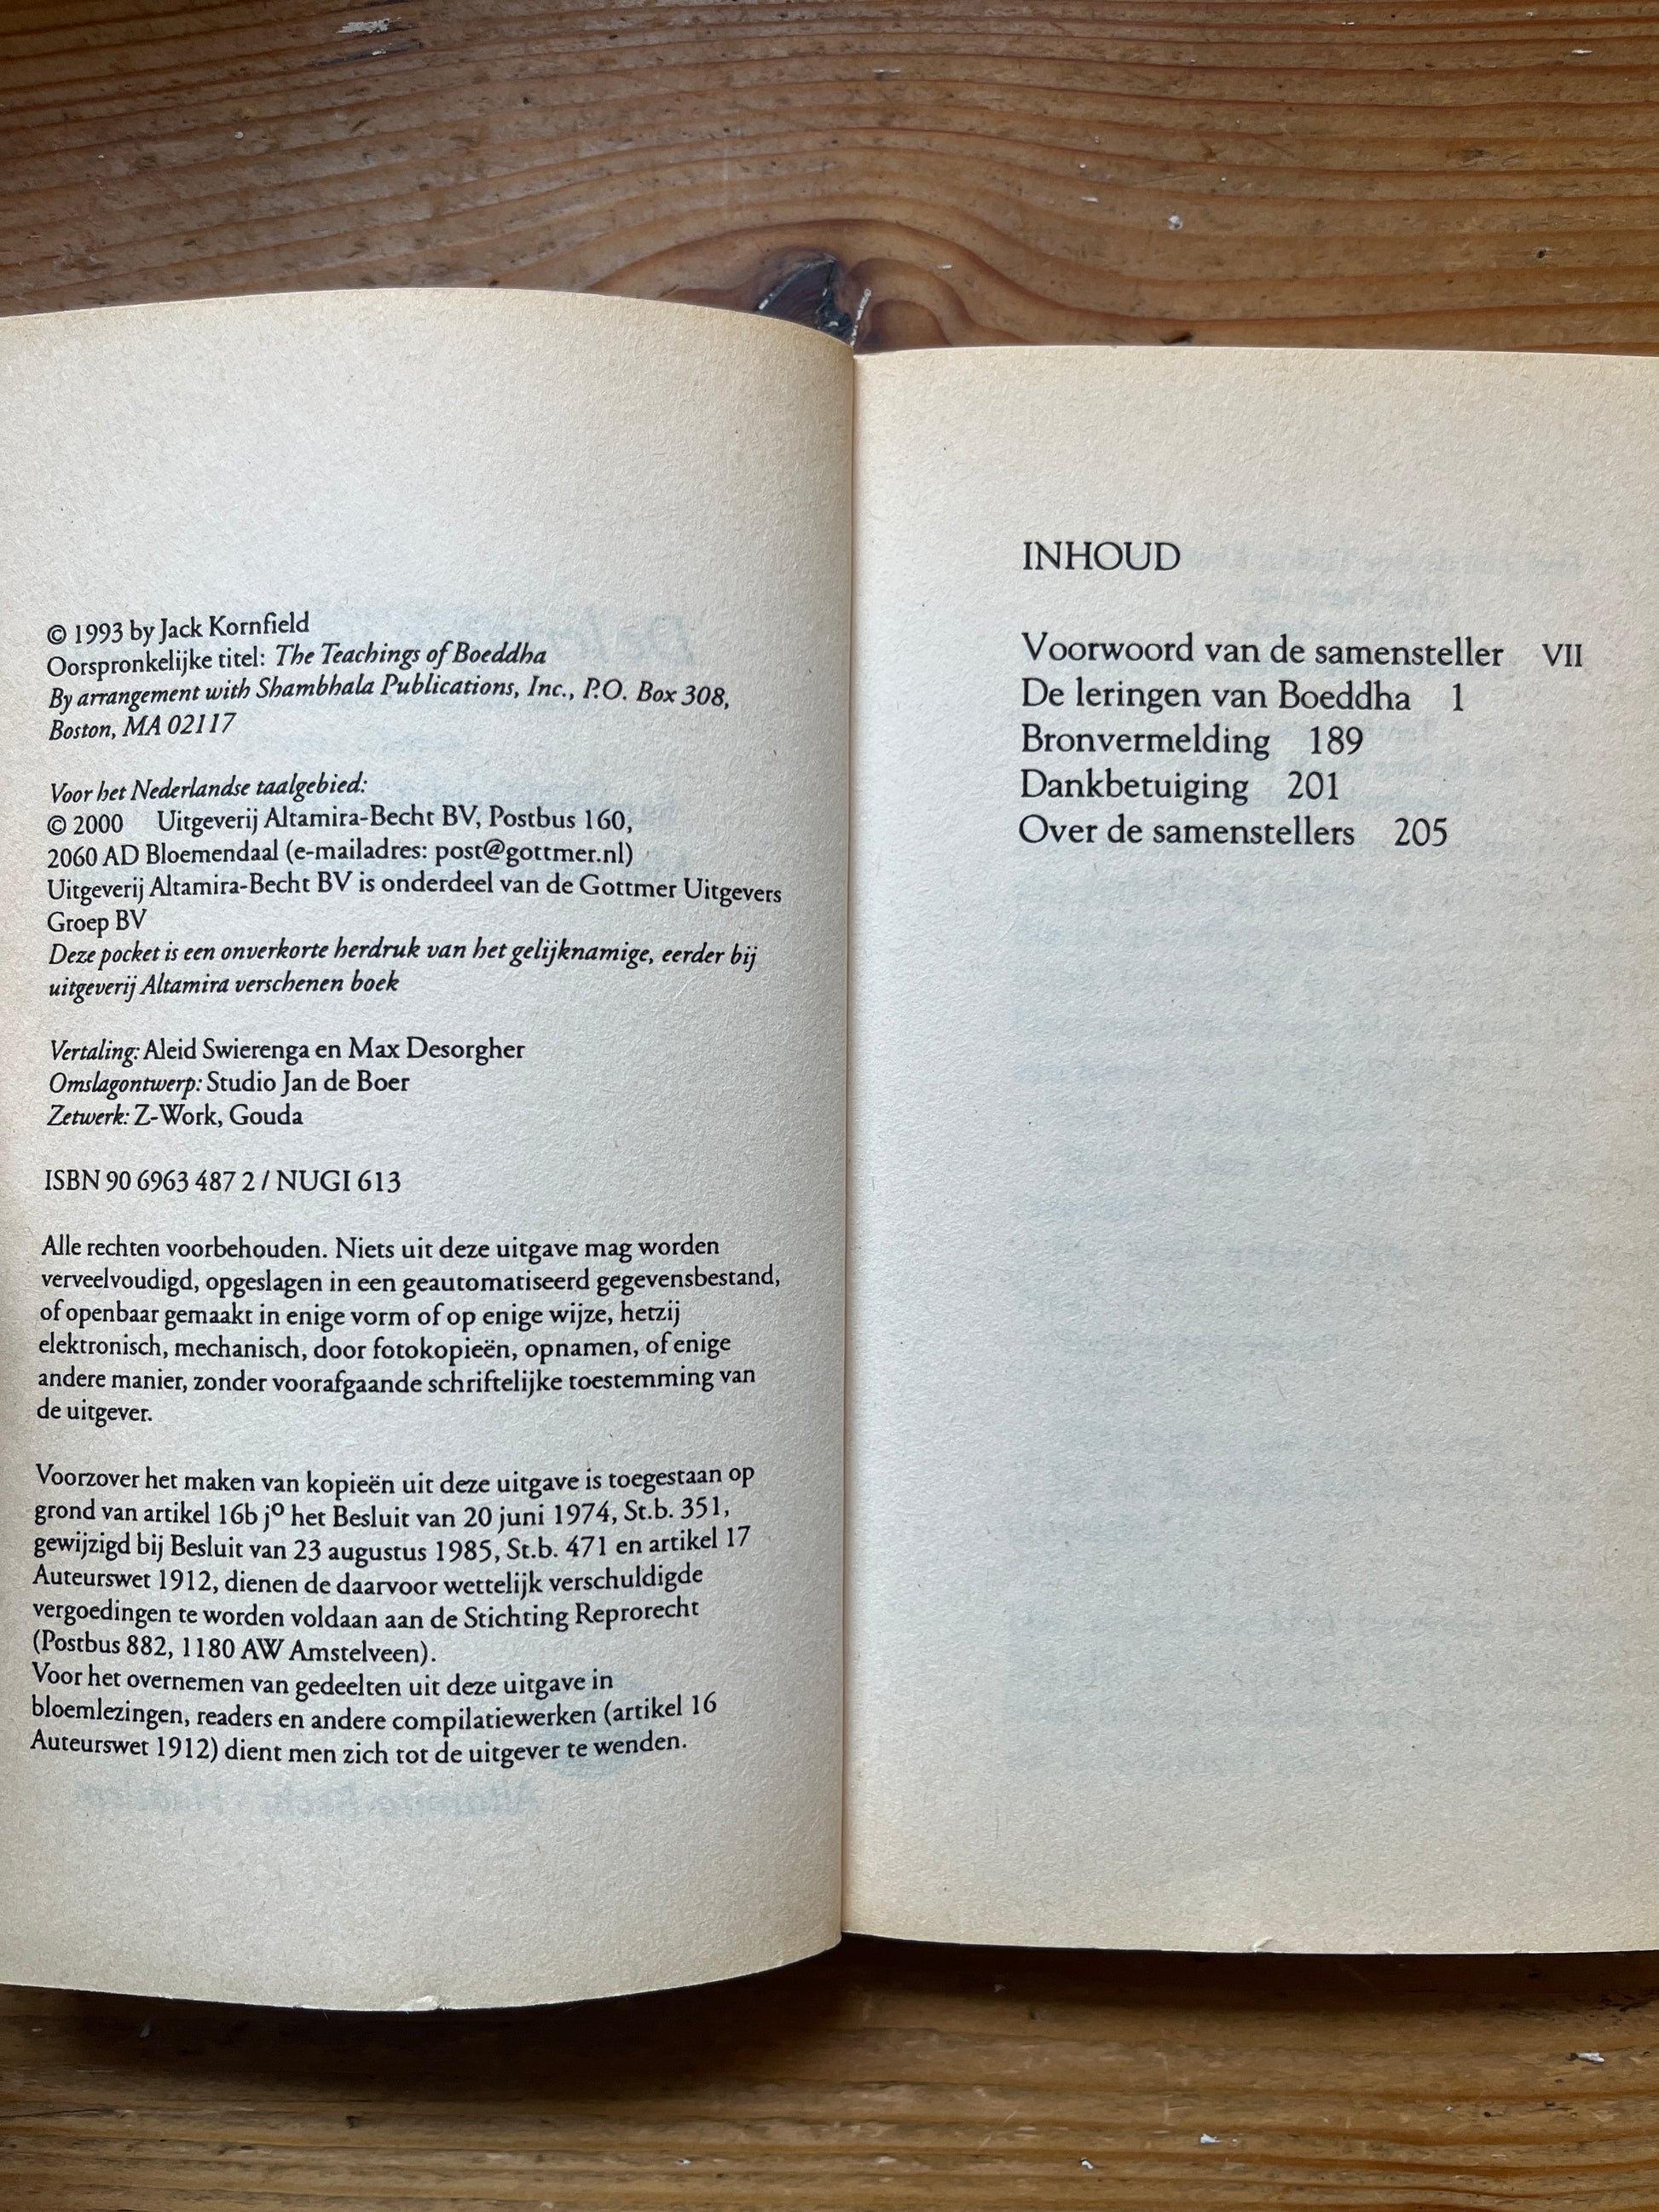 © 1993 by Jack Kornfield
Oorspronkelijke titel: The Teachings of Boeddha
By arrangement with Shambhala Publications, Inc., P.O. Box 308,
Boston, MA 02117
Voor het Nederlandse taalgebied:
© 2000 Uitgeverij Altamira-Becht BV, Postbus 160,
2060 AD Bloemendaal (e-mailadres: post@gottmer.nl)
Uitgeverij Altamira-Becht BV is onderdeel van de Gottmer Uitgevers
Groep BV
Deze pocket is een onverkorte herdruk van het gelijknamige, eerder bij
uitgeverij Altamira verschenen boek
Vertaling: Aleid Swierenga en Max Desorgher
Omslagontwerp: Studio Jan de Boer
Zetwerk: Z-Work, Gouda
ISBN 90 6963 487 2 / NUGI 613
Alle rechten voorbehouden. Niets uit deze uitgave mag worden
verveelvoudigd, opgeslagen in een geautomatiseerd gegevensbestand,
of openbaar gemaakt in enige vorm of op enige wijze, hetzij
elektronisch, mechanisch, door fotokopieën, opnamen, of enige
andere manier, zonder voorafgaande schriftelijke toestemming van
de uitgever.
Voorzover het maken van kopieën uit deze uitgave is toegestaan op
grond van artikel 16b jº het Besluit van 20 juni 1974, St.b. 351,
gewijzigd bij Besluit van 23 augustus 1985, St.b. 471 en artikel 17
Auteurswet 1912, dienen de daarvoor wettelijk verschuldigde
vergoedingen te worden voldaan aan de Stichting Reprorecht
(Postbus 882, 1180 AW Amstelveen).
Voor het overnemen van gedeelten uit deze uitgave in
bloemlezingen, readers en andere compilatiewerken (artikel 16
Auteurswet 1912) dient men zich tot de uitgever te wenden.
INHOUD
Voorwoord van de samensteller VII
De leringen van Boeddha 1
Bronvermelding 189
Dankbetuiging 201
Over de samenstellers 205